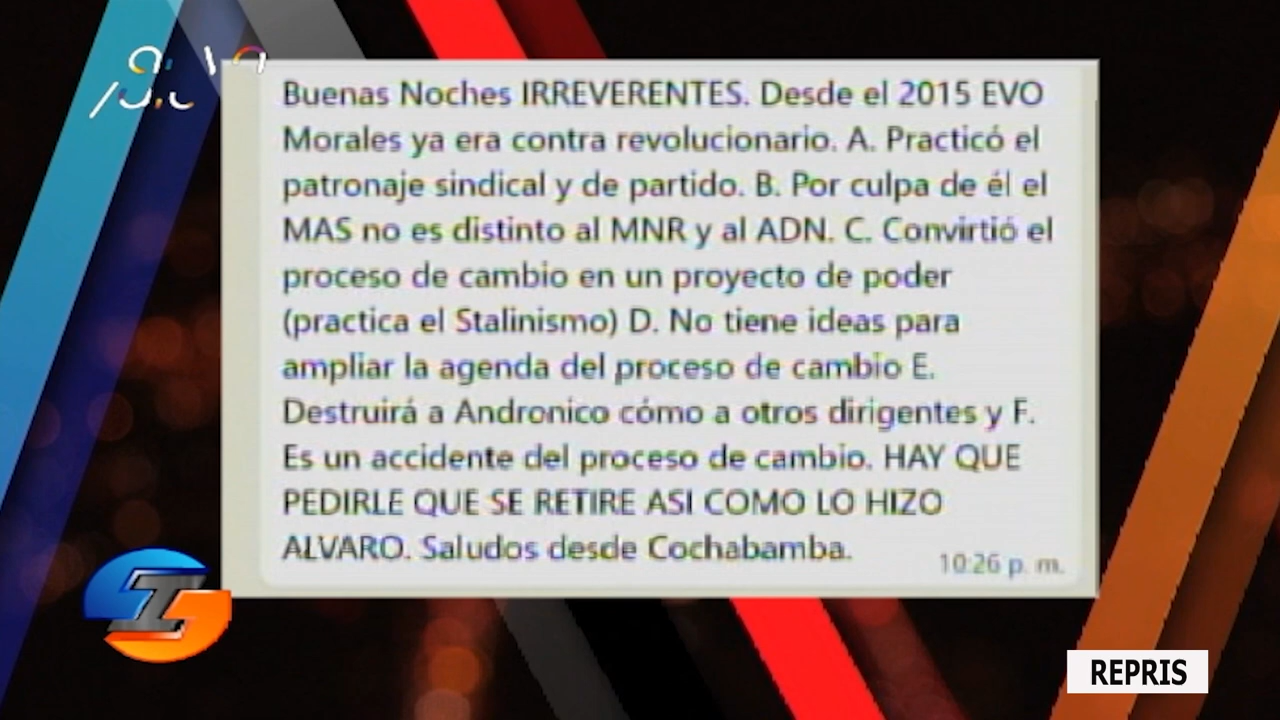 Buenas Noches IRREVERENTES. Desde el 2015 EVO
Morales ya era contra revolucionario. A. Practicó el
patronaje sindical y de partido. B. Por culpa de él el
MAS no es distinto al MNR y al ADN. C. Convirtió el
proceso de cambio en un proyecto de poder
(practica el Stalinismo) D. No tiene ideas para
ampliar la agenda del proceso de cambio E.
Destruirá a Andronico cómo a otros dirigentes y F.
Es un accidente del proceso de cambio. HAY QUE
PEDIRLE QUE SE RETIRE ASI COMO LO HIZO
ALVARO. Saludos desde Cochabamba.
10:26 p. m.
REPRIS